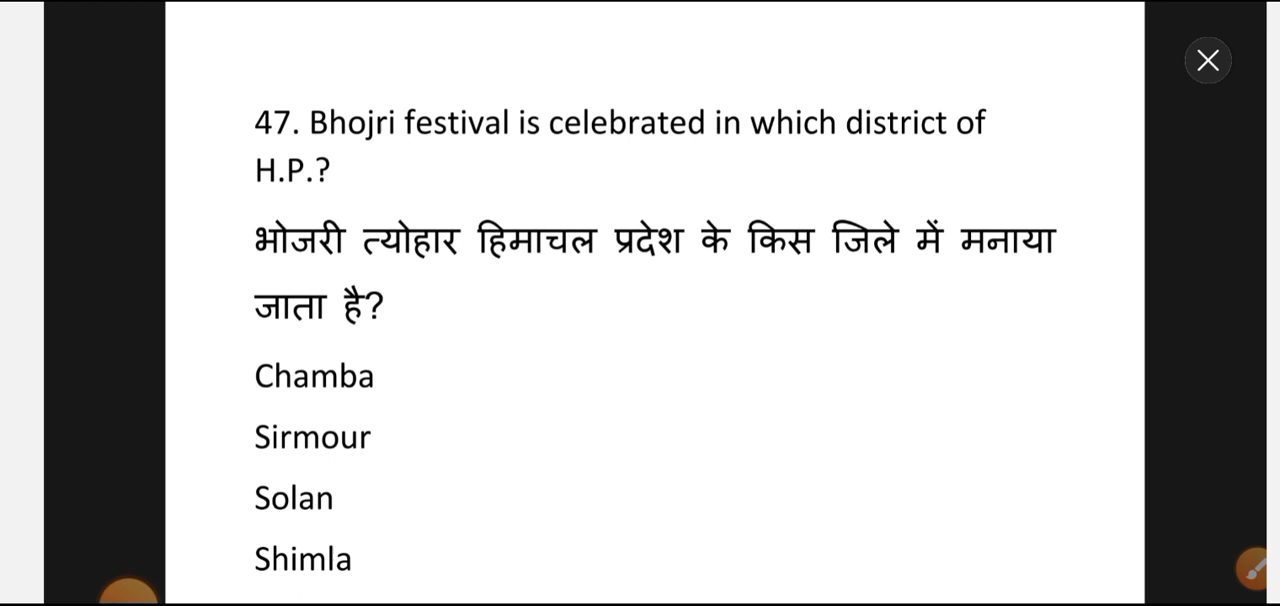 47. Bhojri festival is celebrated in which district of
H.P.?
भोजरी त्योहार हिमाचल प्रदेश के किस जिले में मनाया
जाता है?
Chamba
Sirmour
Solan
Shimla